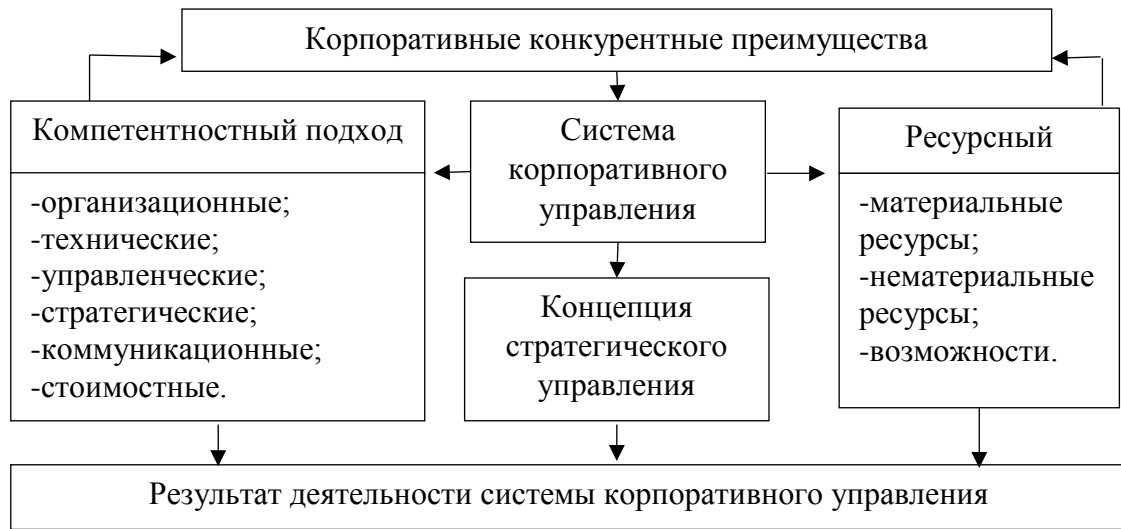 Корпоративные конкурентные преимущества
Компетентностный подход
-организационные;
-технические;
-управленческие;
-стратегические;
-коммуникационные;
-стоимостные.
Система
корпоративного
управления
Концепция
стратегического
управления
Ресурсный
-материальные
ресурсы;
-нематериальные
ресурсы;
-возможности.
Результат деятельности системы корпоративного управления